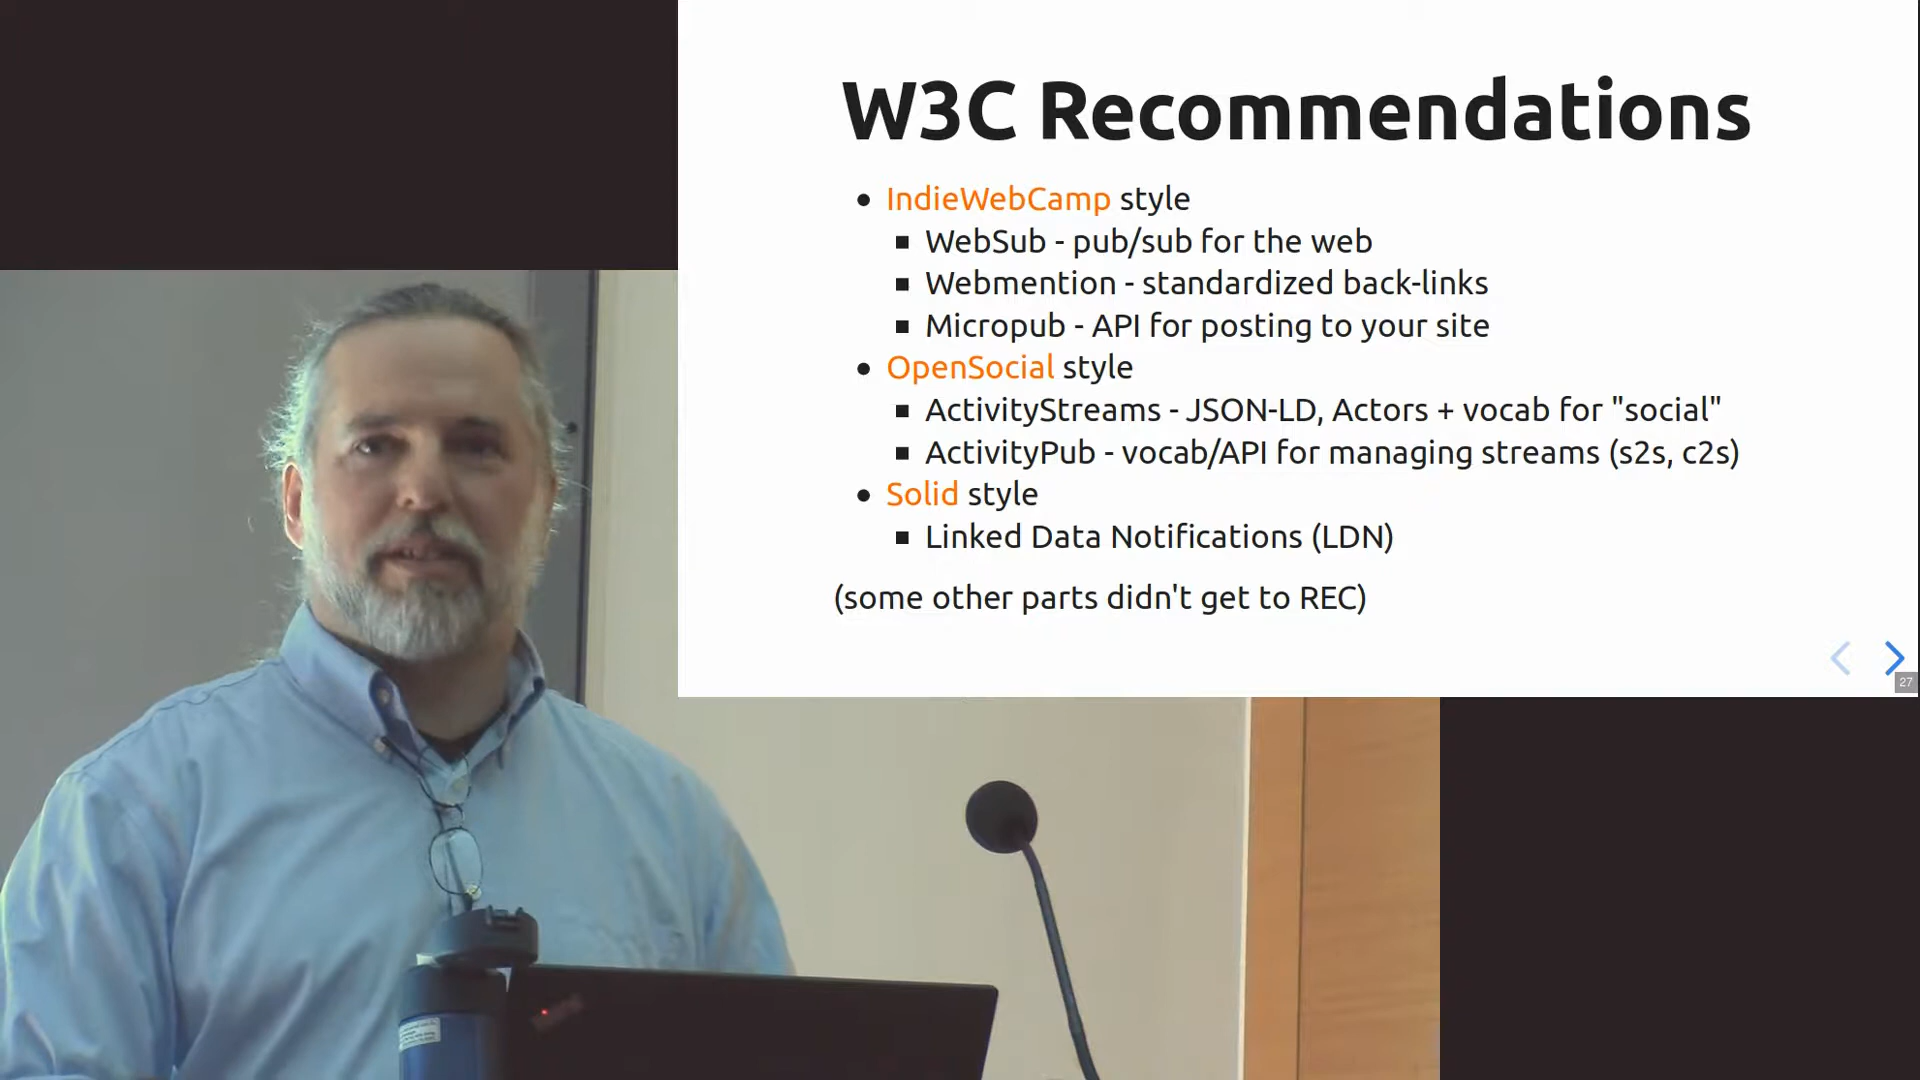 W3C Recommendations
IndieWebCamp style
WebSub - pub/sub for the web
Webmention - standardized back-links
Micropub - API for posting to your site
OpenSocial style
ActivityStreams - JSON-LD, Actors + vocab for "social"
ActivityPub - vocab/API for managing streams (s2s, c2s)
Solid style
Linked Data Notifications (LDN)
(some other parts didn't get to REC)
27